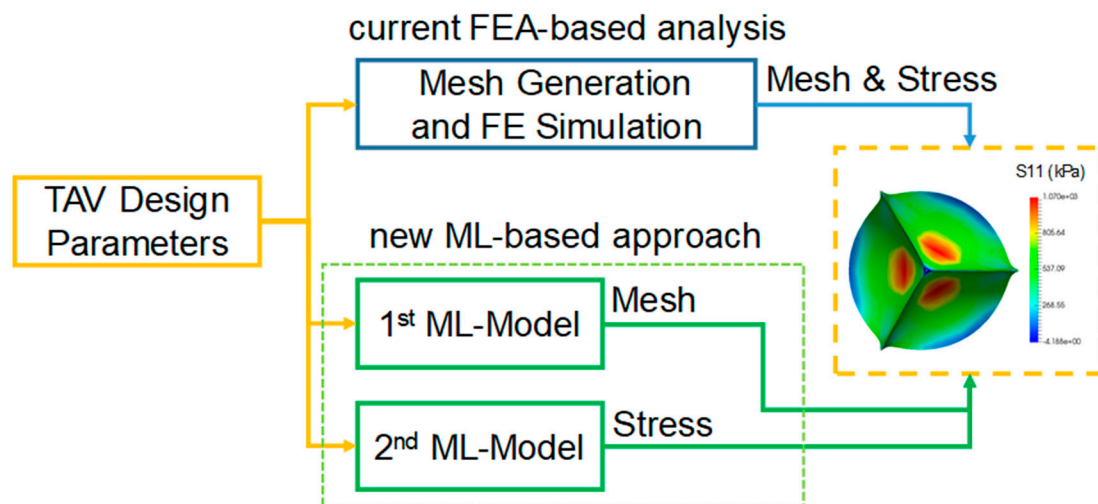 current FEA-based analysis
Mesh Generation
and FE Simulation
Mesh & Stress
TAV Design
Parameters
new ML-based approach
1st ML-Model
Mesh
2nd ML-Model
Stress
S11 (kPa)
1.070e+03
805.64
537.09
268.55
-4.188e+00